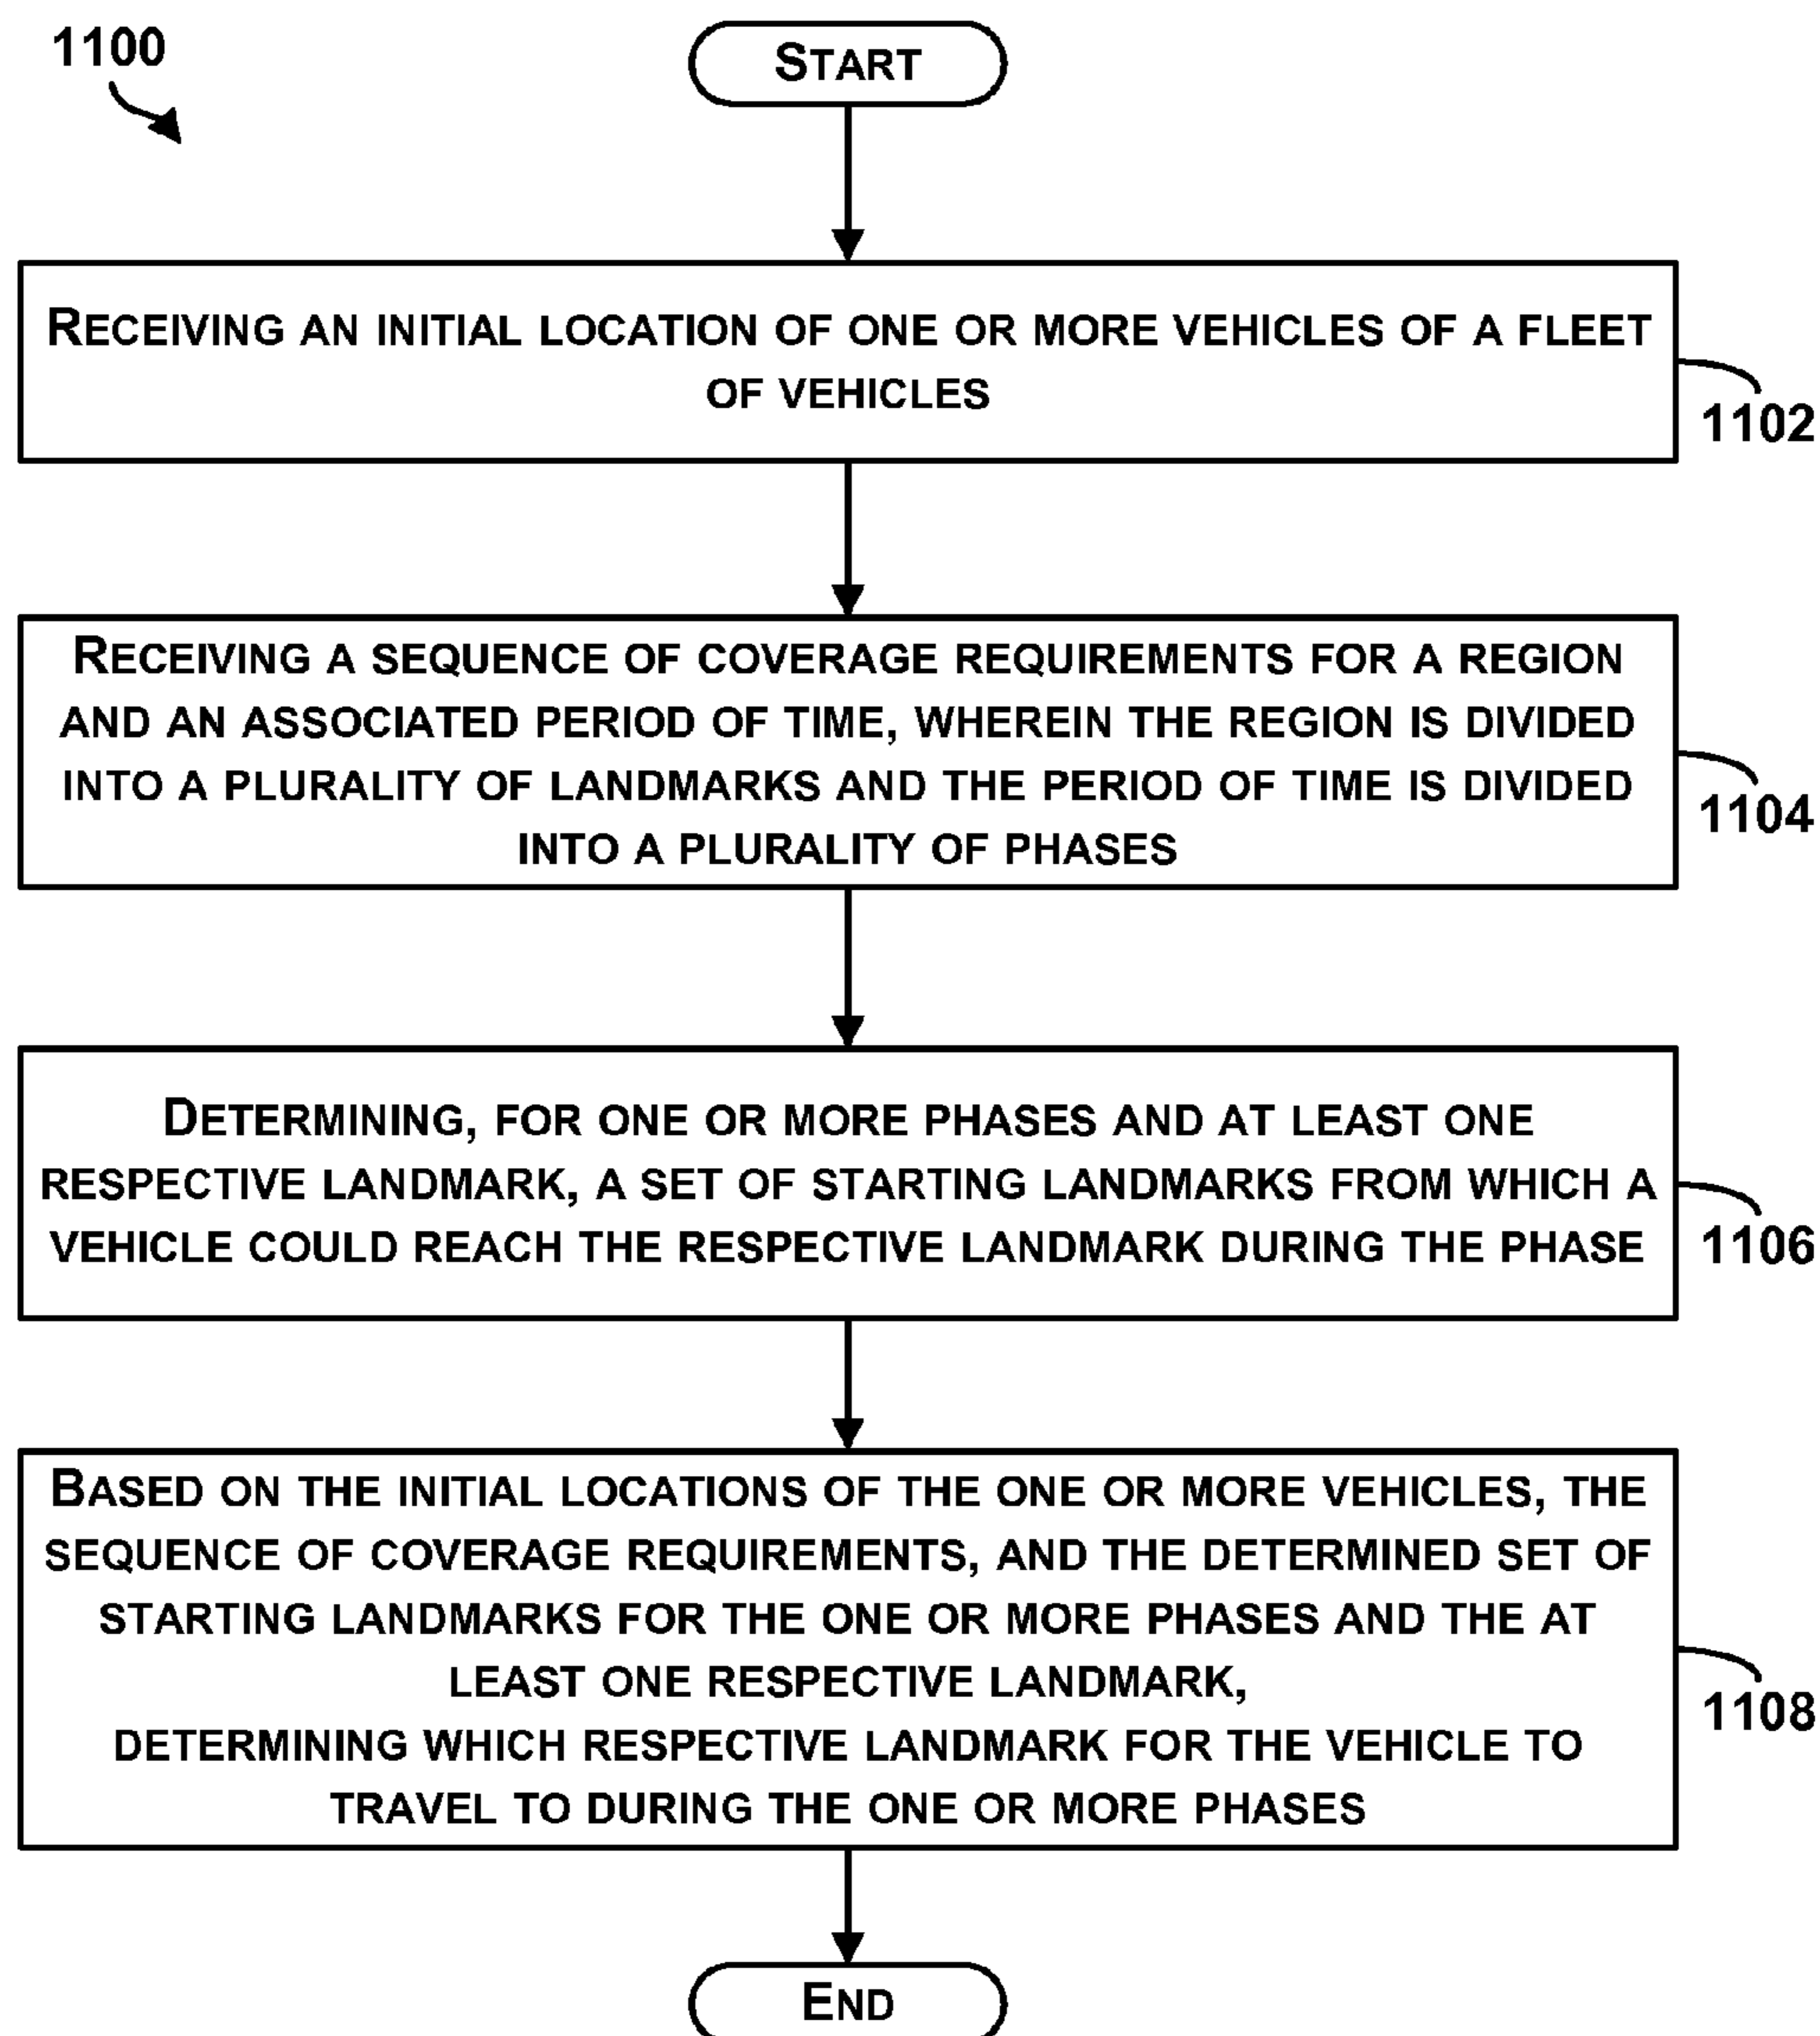 1100
START
RECEIVING AN INITIAL LOCATION OF ONE OR MORE VEHICLES OF A FLEET
OF VEHICLES
1102
RECEIVING A SEQUENCE OF COVERAGE REQUIREMENTS FOR A REGION
AND AN ASSOCIATED PERIOD OF TIME, WHEREIN THE REGION IS DIVIDED
INTO A PLURALITY OF LANDMARKS AND THE PERIOD OF TIME IS DIVIDED
INTO A PLURALITY OF PHASES
1104
DETERMINING, FOR ONE OR MORE PHASES AND AT LEAST ONE
RESPECTIVE LANDMARK, A SET OF STARTING LANDMARKS FROM WHICH A
VEHICLE COULD REACH THE RESPECTIVE LANDMARK DURING THE PHASE
1106
BASED ON THE INITIAL LOCATIONS OF THE ONE OR MORE VEHICLES, THE
SEQUENCE OF COVERAGE REQUIREMENTS, AND THE DETERMINED SET OF
STARTING LANDMARKS FOR THE ONE OR MORE PHASES AND THE AT
LEAST ONE RESPECTIVE LANDMARK,
DETERMINING WHICH RESPECTIVE LANDMARK FOR THE VEHICLE TO
TRAVEL TO DURING THE ONE OR MORE PHASES
1108
END